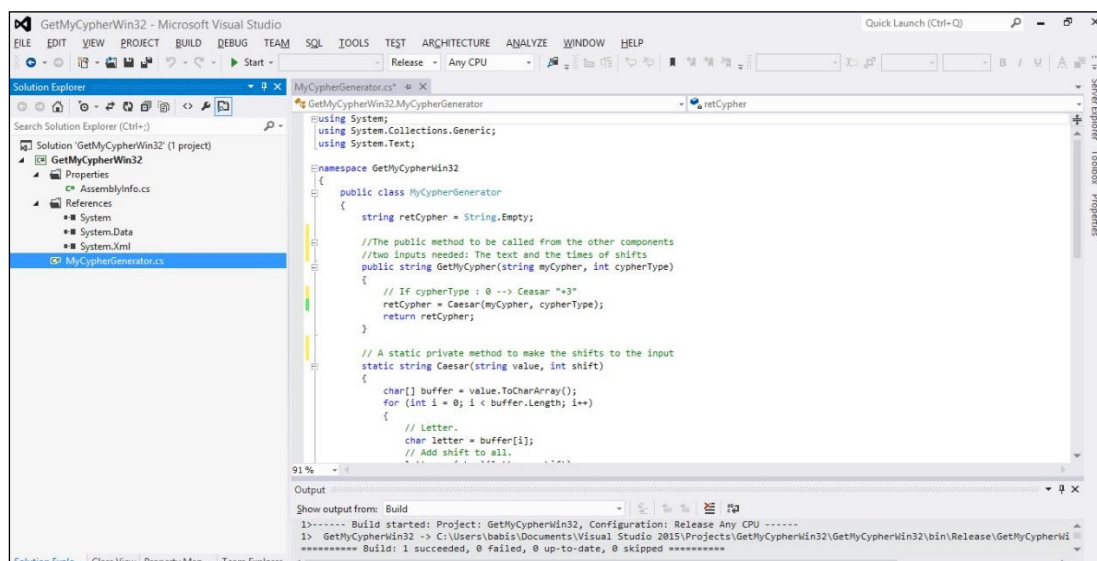 GetMyCypherWin32 - Microsoft Visual Studio
Quick Launch (Ctrl+Q)
FILE EDIT VIEW PROJECT BUILD DEBUG TEAM SQL TOOLS TEST ARCHITECTURE ANALYZE WINDOW HELP
Start
Release
Any CPU
Solution Explorer
Search Solution Explorer (Ctrl+;)
Solution 'GetMyCypherWin32' (1 project)
GetMyCypherWin32
Properties
AssemblyInfo.cs
References
System
System.Data
System.Xml
MyCypherGenerator.cs
MyCypherGenerator.cs*
GetMyCypherWin32.MyCypherGenerator
retCypher
using System;
using System.Collections.Generic;
using System.Text;
namespace GetMyCypherWin32
{
public class MyCypherGenerator
{
string retCypher = String.Empty;
//The public method to be called from the other components
//two inputs needed: The text and the times of shifts
public string GetMyCypher(string myCypher, int cypherType)
{
// If cypherType : 0 --> Ceasar "+3"
retCypher = Caesar(myCypher, cypherType);
return retCypher;
}
// A static private method to make the shifts to the input
static string Caesar(string value, int shift)
{
char[] buffer = value.ToCharArray();
for (int i = 0; i < buffer.Length; i++)
{
// Letter.
char letter = buffer[i];
// Add shift to all.
91 %
Output
Show output from: Build
1>------ Build started: Project: GetMyCypherWin32, Configuration: Release Any CPU ------
1> GetMyCypherWin32 -> C:\Users\babis\Documents\Visual Studio 2015\Projects\GetMyCypherWin32\GetMyCypherWin32\bin\Release\GetMyCypherWi
========== Build: 1 succeeded, 0 failed, 0 up-to-date, 0 skipped ==========
Server Explorer
Toolbox
Properties